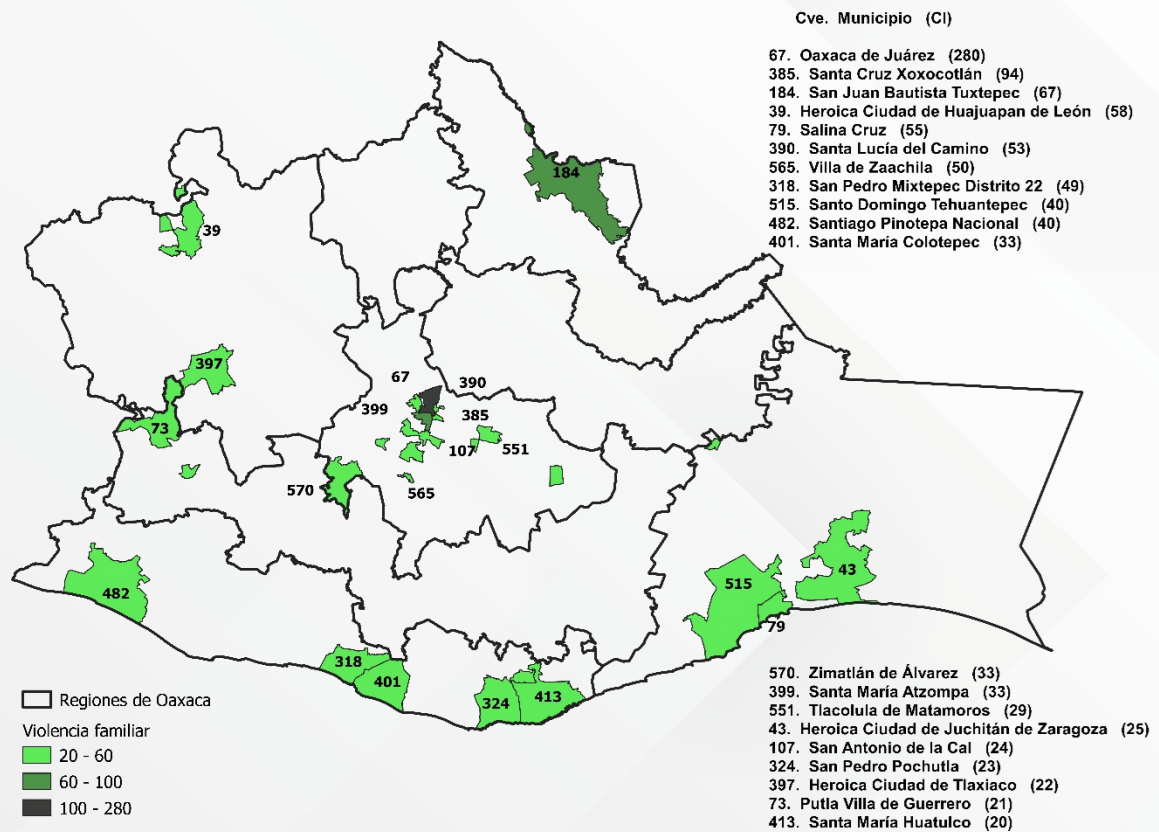 Cve. Municipio (CI)
67. Oaxaca de Juárez (280)
385. Santa Cruz Xoxocotlán (94)
184. San Juan Bautista Tuxtepec (67)
39. Heroica Ciudad de Huajuapan de León (58)
79. Salina Cruz (55)
390. Santa Lucía del Camino (53)
565. Villa de Zaachila (50)
318. San Pedro Mixtepec Distrito 22 (49)
515. Santo Domingo Tehuantepec (40)
482. Santiago Pinotepa Nacional (40)
401. Santa María Colotepec (33)
184
39
397
67
390
399
385
73
107
551
570
565
482
515
43
79
318
401
324
413
Regiones de Oaxaca
Violencia familiar
20 - 60
60 - 100
100 - 280
570. Zimatlán de Álvarez (33)
399. Santa María Atzompa (33)
551. Tlacolula de Matamoros (29)
43. Heroica Ciudad de Juchitán de Zaragoza (25)
107. San Antonio de la Cal (24)
324. San Pedro Pochutla (23)
397. Heroica Ciudad de Tlaxiaco (22)
73. Putla Villa de Guerrero (21)
413. Santa María Huatulco (20)